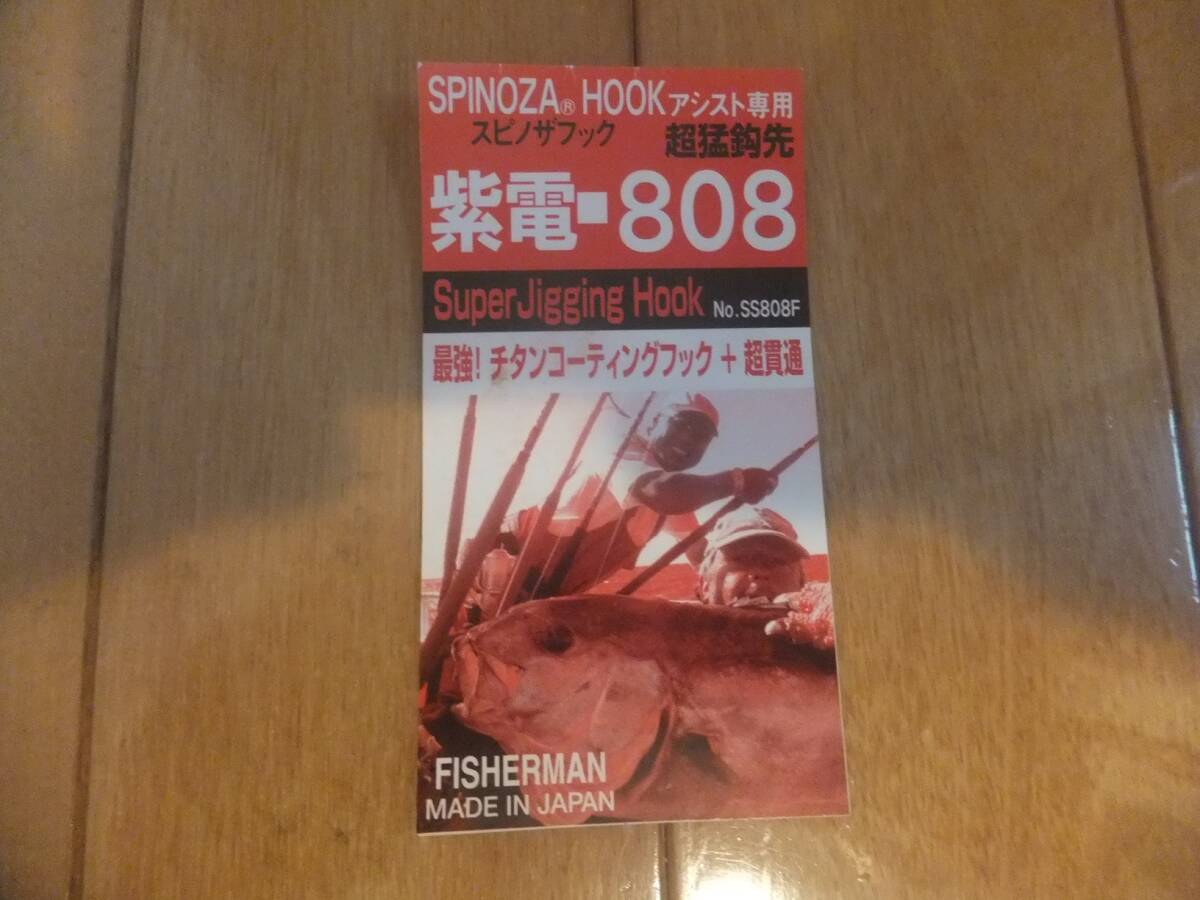 SPINOZA® HOOK アシスト専用
スピノザフック 超猛鈎先
紫電-808
SuperJigging Hook No.SS808F
最強! チタンコーティングフック + 超貫通
FISHERMAN
MADE IN JAPAN